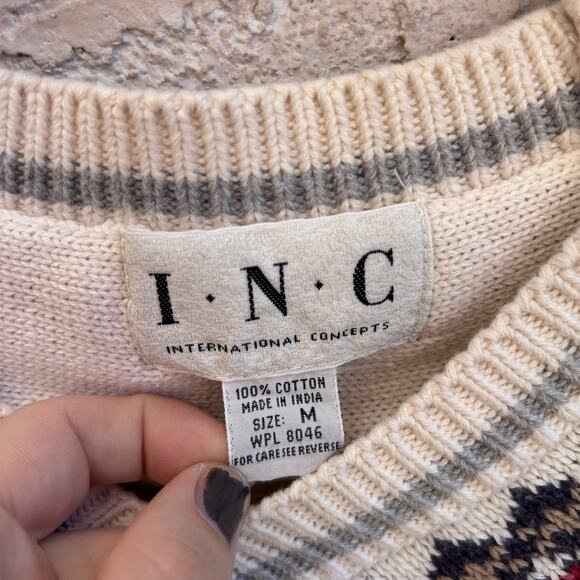 I · N · C
INTERNATIONAL CONCEPTS
100% COTTON
MADE IN INDIA
SIZE: M
WPL 8046
FOR CARE SEE REVERSE